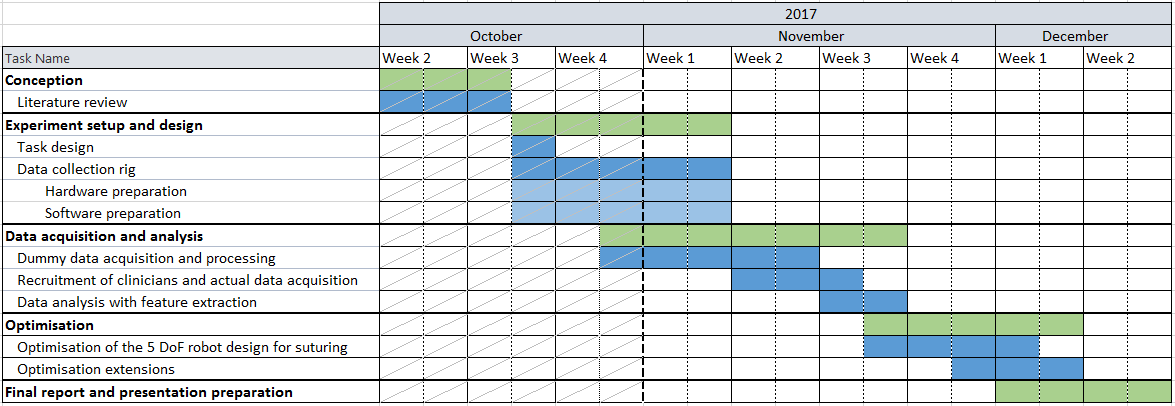 2017
October November December
Task Name Week 2 Week 3 Week 4 Week 1 Week 2 Week 3 Week 4 Week 1 Week 2
Conception
Literature review
Experiment setup and design
Task design
Data collection rig
Hardware preparation
Software preparation
Data acquisition and analysis
Dummy data acquisition and processing
Recruitment of clinicians and actual data acquisition
Data analysis with feature extraction
Optimisation
Optimisation of the 5 DoF robot design for suturing
Optimisation extensions
Final report and presentation preparation